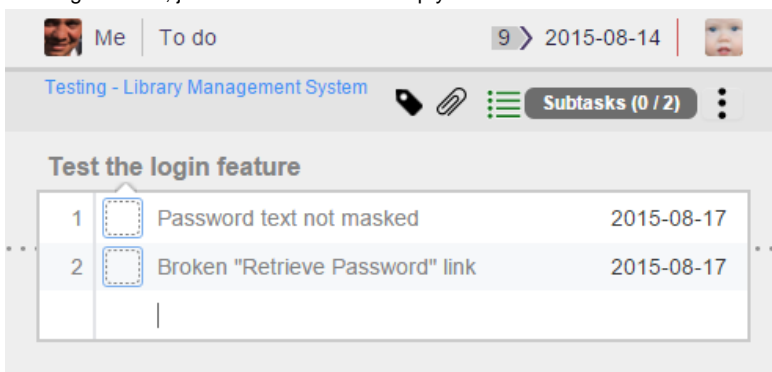 Me To do 9 2015-08-14
Testing - Library Management System
Subtasks (0 / 2)
Test the login feature
1 Password text not masked 2015-08-17
2 Broken "Retrieve Password" link 2015-08-17